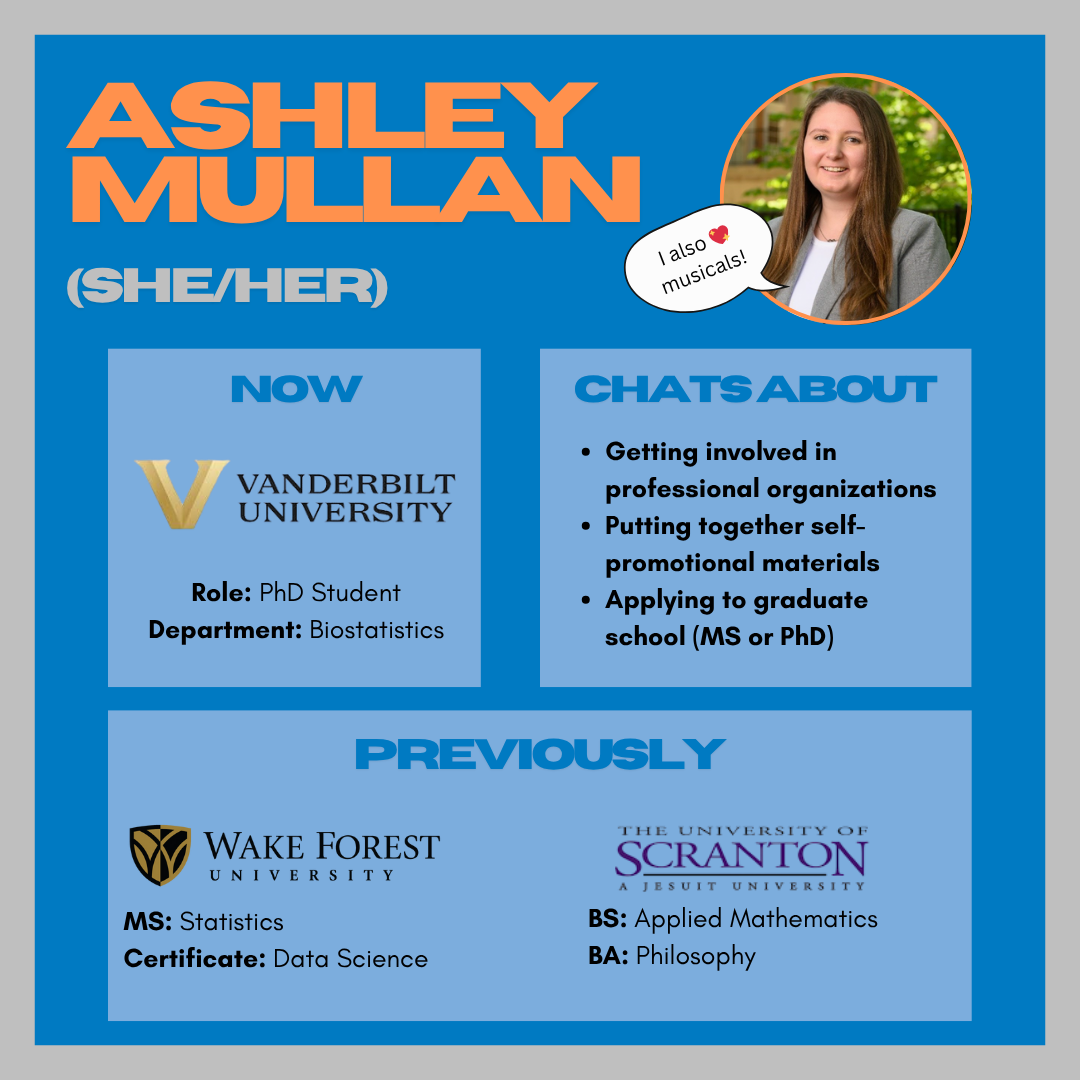 ASHLEY
MULLAN
(SHE/HER)
I also 💖
musicals!
NOW
VANDERBILT
UNIVERSITY
Role: PhD Student
Department: Biostatistics
CHATS ABOUT
• Getting involved in
professional organizations
• Putting together self-
promotional materials
• Applying to graduate
school (MS or PhD)
PREVIOUSLY
WAKE FOREST
UNIVERSITY
MS: Statistics
Certificate: Data Science
THE UNIVERSITY OF
SCRANTON
A JESUIT UNIVERSITY
BS: Applied Mathematics
BA: Philosophy